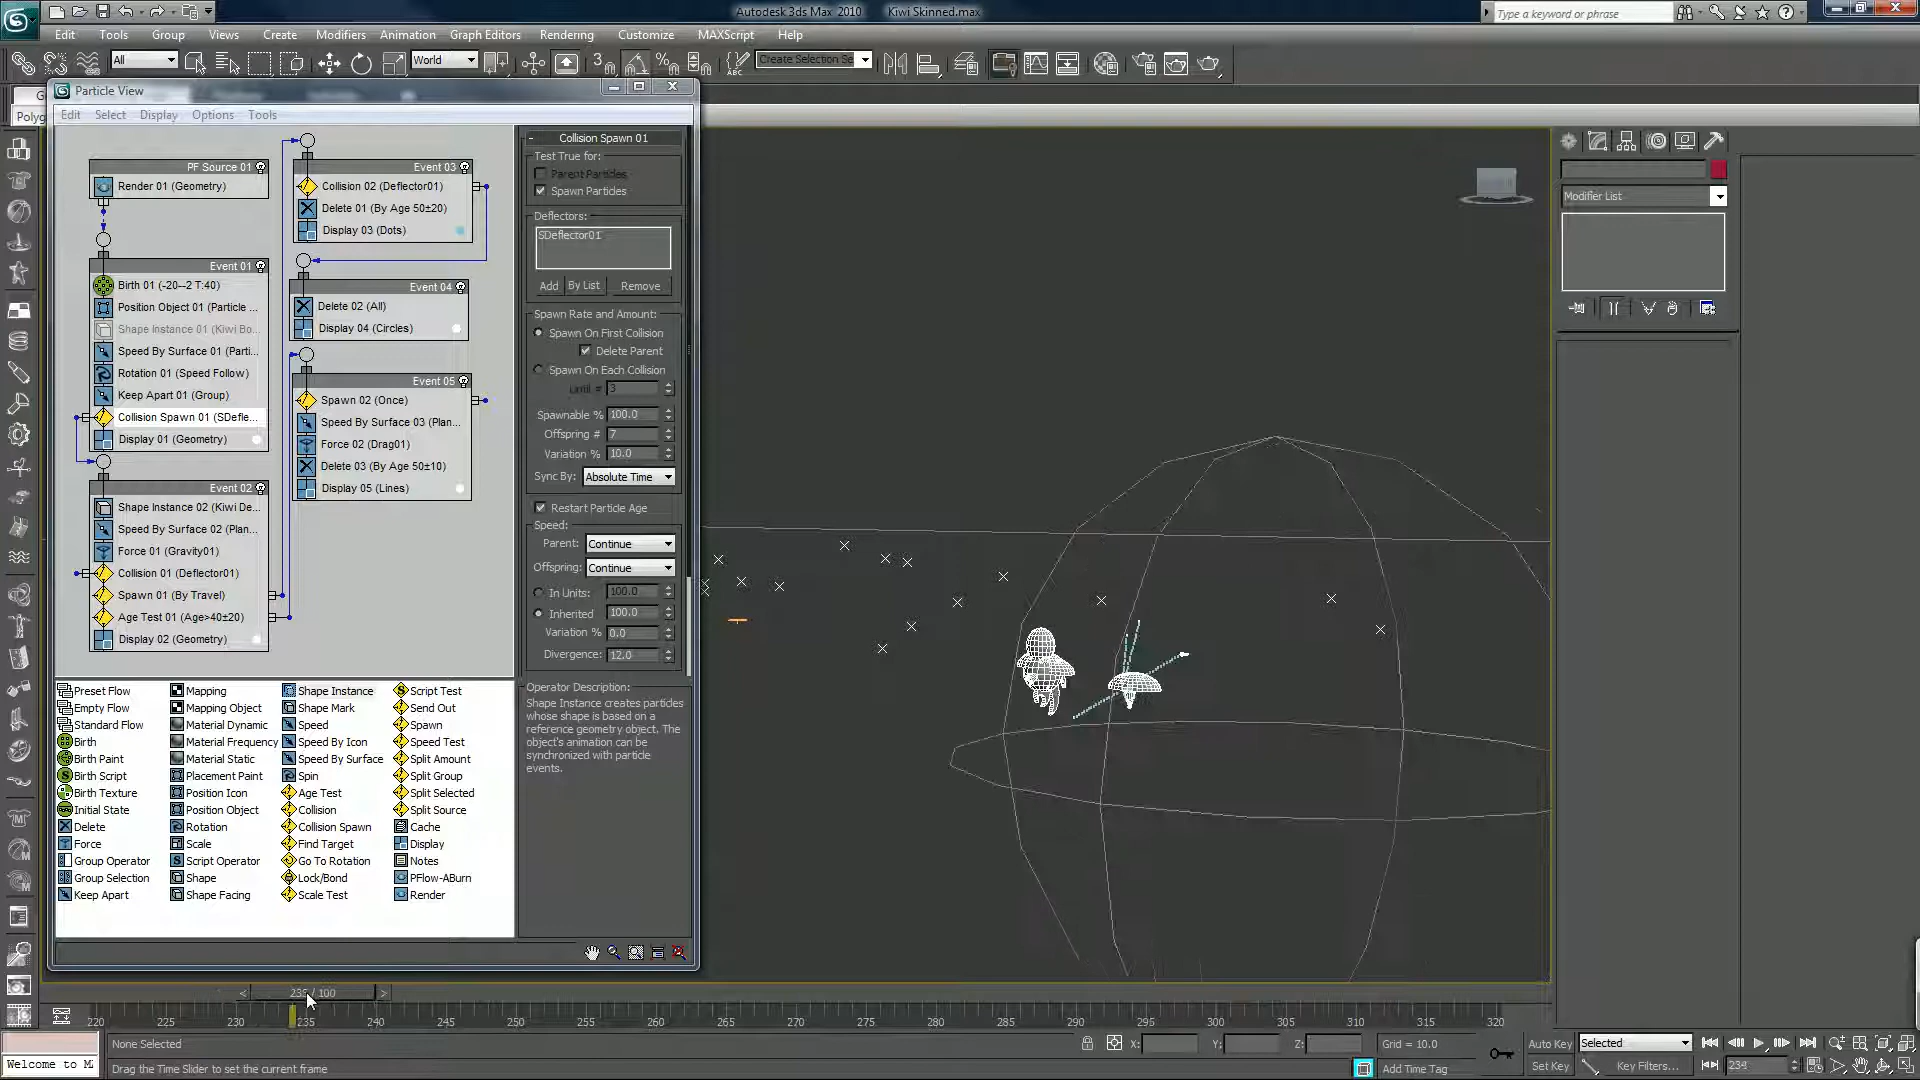 Autodesk 3ds Max 2010 Kiwi Skinned.max
Type a keyword or phrase
Edit Tools Group Views Create Modifiers Animation Graph Editors Rendering Customize MAXScript Help
All
World
3
Create Selection Se
Particle View
Polyg
Edit Select Display Options Tools
PF Source 01
Render 01 (Geometry)
Event 01
Birth 01 (-20--2 T:40)
Position Object 01 (Particle ...
Shape Instance 01 (Kiwi Bo...
Speed By Surface 01 (Parti...
Rotation 01 (Speed Follow)
Keep Apart 01 (Group)
Collision Spawn 01 (SDefle...
Display 01 (Geometry)
Event 02
Shape Instance 02 (Kiwi De...
Speed By Surface 02 (Plan...
Force 01 (Gravity01)
Collision 01 (Deflector01)
Spawn 01 (By Travel)
Age Test 01 (Age>40±20)
Display 02 (Geometry)
Event 03
Collision 02 (Deflector01)
Delete 01 (By Age 50±20)
Display 03 (Dots)
Event 04
Delete 02 (All)
Display 04 (Circles)
Event 05
Spawn 02 (Once)
Speed By Surface 03 (Plan...
Force 02 (Drag01)
Delete 03 (By Age 50±10)
Display 05 (Lines)
Collision Spawn 01
Test True for:
Parent Particles
Spawn Particles
Deflectors:
SDeflector01
Add By List Remove
Spawn Rate and Amount:
Spawn On First Collision
Delete Parent
Spawn On Each Collision
Until # 3
Spawnable % 100.0
Offspring # 7
Variation % 10.0
Sync By: Absolute Time
Restart Particle Age
Speed:
Parent: Continue
Offspring: Continue
In Units: 100.0
Inherited 100.0
Variation % 0.0
Divergence: 12.0
Operator Description:
Shape Instance creates particles
whose shape is based on a
reference geometry object. The
object's animation can be
synchronized with particle
events.
Preset Flow Mapping Shape Instance Script Test
Empty Flow Mapping Object Shape Mark Send Out
Standard Flow Material Dynamic Speed Spawn
Birth Material Frequency Speed By Icon Speed Test
Birth Paint Material Static Speed By Surface Split Amount
Birth Script Placement Paint Spin Split Group
Birth Texture Position Icon Age Test Split Selected
Initial State Position Object Collision Split Source
Delete Rotation Collision Spawn Cache
Force Scale Find Target Display
Group Operator Script Operator Go To Rotation Notes
Group Selection Shape Lock/Bond PFlow-ABurn
Keep Apart Shape Facing Scale Test Render
Modifier List
/ 100
220 225 230 235 240 245 250 255 260 265 270 275 280 285 290 295 300 305 310 315 320
None Selected
X: Y: Z: Grid = 10.0
Auto Key Selected
Welcome to M
Drag the Time Slider to set the current frame
Add Time Tag
Set Key Key Filters...